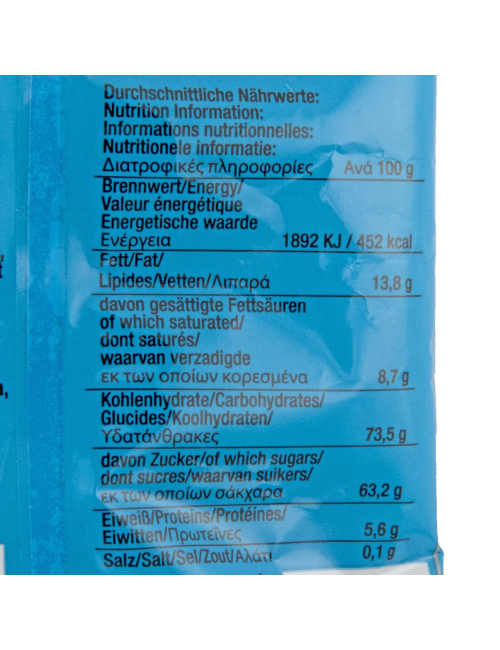 Durchschnittliche Nährwerte:
Nutrition Information:
Informations nutritionnelles:
Nutritionele informatie:
Διατροφικές πληροφορίες Ανά 100 g
Brennwert/Energy/
Valeur énergétique
Energetische waarde
Ενέργεια 1892 KJ / 452 kcal
Fett/Fat/
Lipides/Vetten/Λιπαρά 13,8 g
davon gesättigte Fettsäuren
of which saturated/
dont saturés/
waarvan verzadigde
εκ των οποίων κορεσμένα 8,7 g
Kohlenhydrate/Carbohydrates/
Glucides/Koolhydraten/
Υδατάνθρακες 73,5 g
davon Zucker/of which sugars/
dont sucres/waarvan suikers/
εκ των οποίων σάκχαρα 63,2 g
Eiweiß/Proteins/Protéines/
Eiwitten/Πρωτεΐνες 5,6 g
Salz/Salt/Sel/Zout/Αλάτι 0,1 g